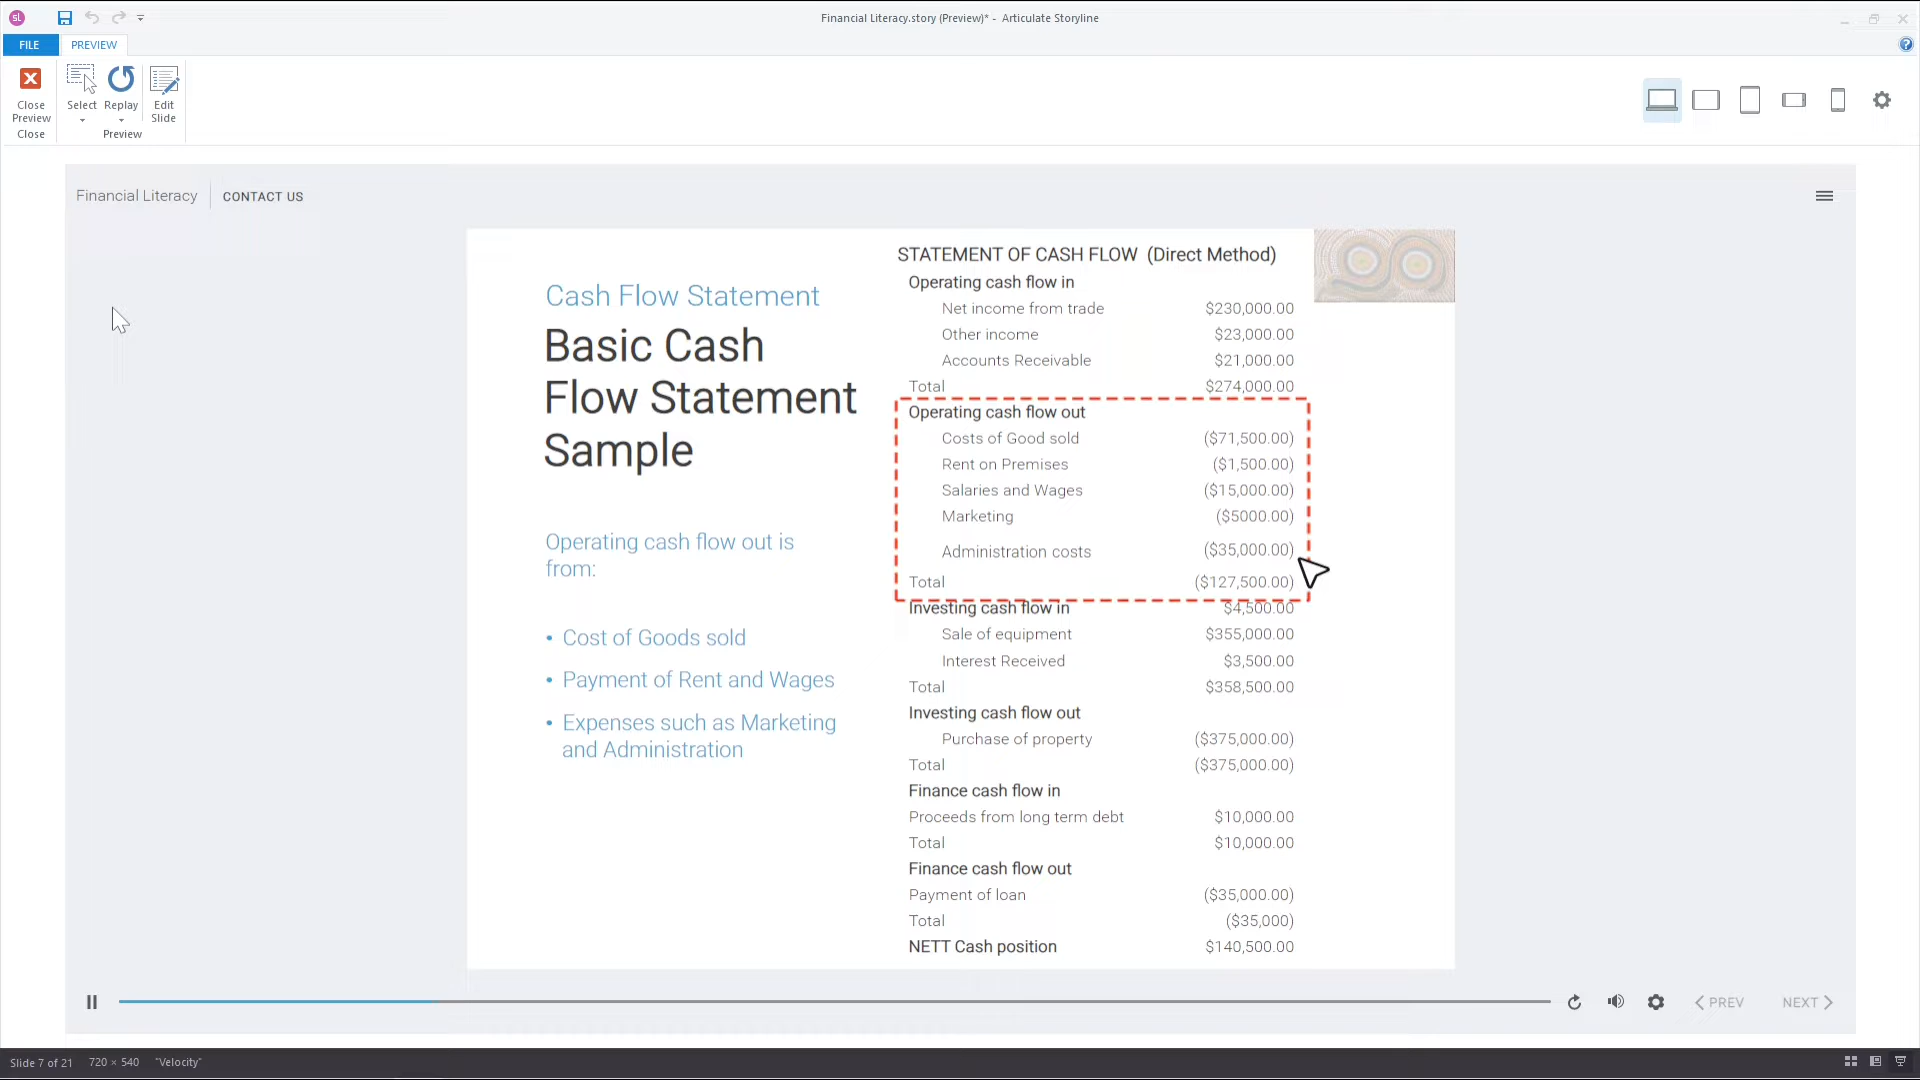 Financial Literacy.story (Preview)* - Articulate Storyline
FILE
PREVIEW
Close
Preview
Select
Replay
Edit
Slide
Close
Preview
Financial Literacy
CONTACT US
Cash Flow Statement
Basic Cash
Flow Statement
Sample
Operating cash flow out is
from:
• Cost of Goods sold
• Payment of Rent and Wages
• Expenses such as Marketing
and Administration
STATEMENT OF CASH FLOW (Direct Method)
Operating cash flow in
Net income from trade $230,000.00
Other income $23,000.00
Accounts Receivable $21,000.00
Total $274,000.00
Operating cash flow out
Costs of Good sold ($71,500.00)
Rent on Premises ($1,500.00)
Salaries and Wages ($15,000.00)
Marketing ($5000.00)
Administration costs ($35,000.00)
Total ($127,500.00)
Investing cash flow in $4,500.00
Sale of equipment $355,000.00
Interest Received $3,500.00
Total $358,500.00
Investing cash flow out
Purchase of property ($375,000.00)
Total ($375,000.00)
Finance cash flow in
Proceeds from long term debt $10,000.00
Total $10,000.00
Finance cash flow out
Payment of loan ($35,000.00)
Total ($35,000)
NETT Cash position $140,500.00
PREV
NEXT
Slide 7 of 21 720 × 540 "Velocity"